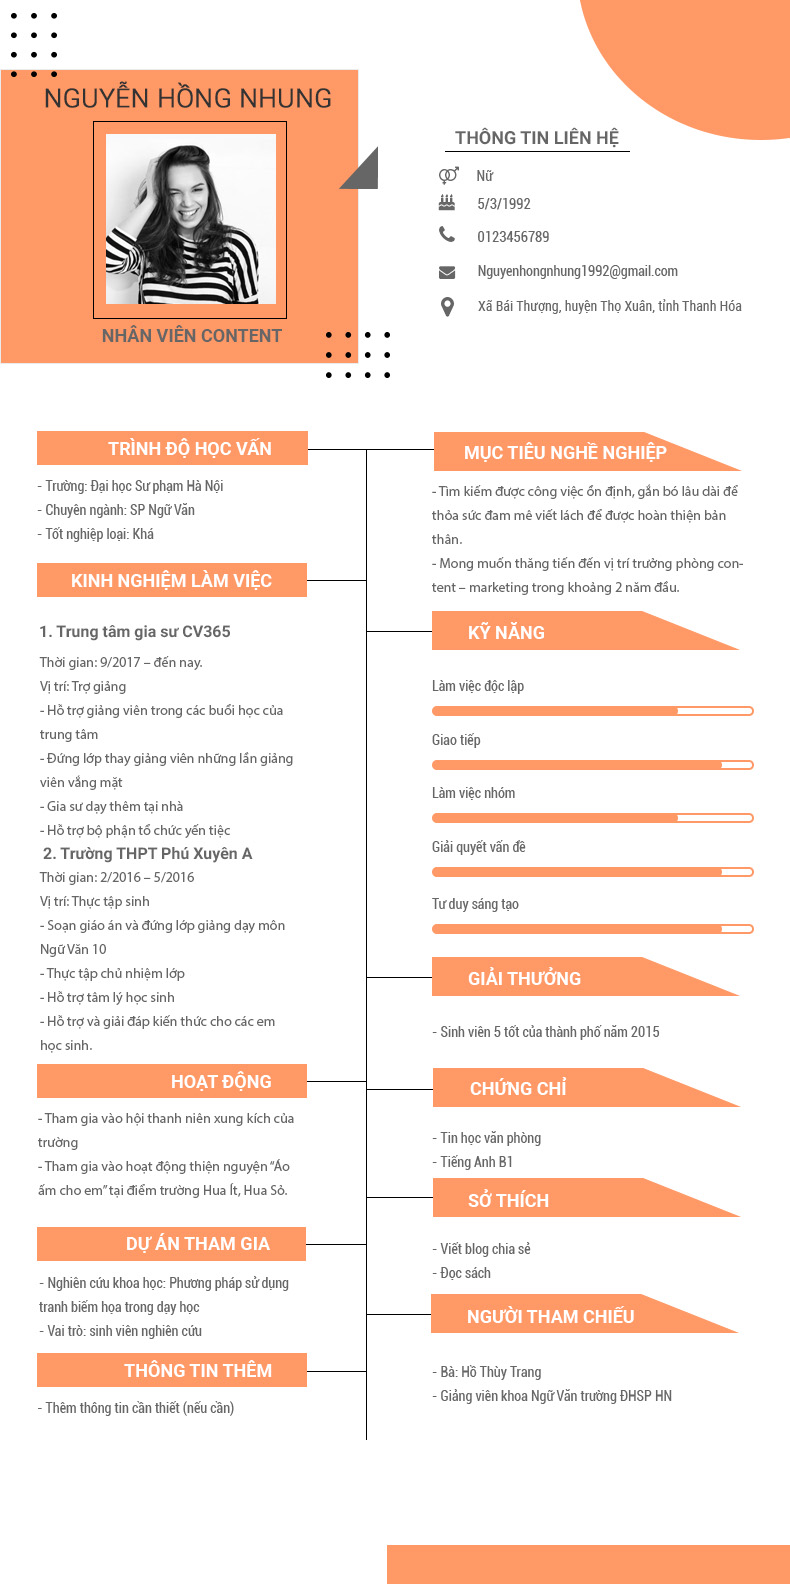 NGUYỄN HỒNG NHUNG
NHÂN VIÊN CONTENT
THÔNG TIN LIÊN HỆ
Nữ
5/3/1992
0123456789
Nguyenhongnhung1992@gmail.com
Xã Bái Thượng, huyện Thọ Xuân, tỉnh Thanh Hóa
TRÌNH ĐỘ HỌC VẤN
- Trường: Đại học Sư phạm Hà Nội
- Chuyên ngành: SP Ngữ Văn
- Tốt nghiệp loại: Khá
KINH NGHIỆM LÀM VIỆC
1. Trung tâm gia sư CV365
Thời gian: 9/2017 – đến nay.
Vị trí: Trợ giảng
- Hỗ trợ giảng viên trong các buổi học của
trung tâm
- Đứng lớp thay giảng viên những lần giảng
viên vắng mặt
- Gia sư dạy thêm tại nhà
- Hỗ trợ bộ phận tổ chức yến tiệc
2. Trường THPT Phú Xuyên A
Thời gian: 2/2016 – 5/2016
Vị trí: Thực tập sinh
- Soạn giáo án và đứng lớp giảng dạy môn
Ngữ Văn 10
- Thực tập chủ nhiệm lớp
- Hỗ trợ tâm lý học sinh
- Hỗ trợ và giải đáp kiến thức cho các em
học sinh.
HOẠT ĐỘNG
- Tham gia vào hội thanh niên xung kích của
trường
- Tham gia vào hoạt động thiện nguyện “Áo
ấm cho em” tại điểm trường Hua Ít, Hua Sỏ.
DỰ ÁN THAM GIA
- Nghiên cứu khoa học: Phương pháp sử dụng
tranh biếm họa trong dạy học
- Vai trò: sinh viên nghiên cứu
THÔNG TIN THÊM
- Thêm thông tin cần thiết (nếu cần)
MỤC TIÊU NGHỀ NGHIỆP
- Tìm kiếm được công việc ổn định, gắn bó lâu dài để
thỏa sức đam mê viết lách để được hoàn thiện bản
thân.
- Mong muốn thăng tiến đến vị trí trưởng phòng con-
tent – marketing trong khoảng 2 năm đầu.
KỸ NĂNG
Làm việc độc lập
Giao tiếp
Làm việc nhóm
Giải quyết vấn đề
Tư duy sáng tạo
GIẢI THƯỞNG
- Sinh viên 5 tốt của thành phố năm 2015
CHỨNG CHỈ
- Tin học văn phòng
- Tiếng Anh B1
SỞ THÍCH
- Viết blog chia sẻ
- Đọc sách
NGƯỜI THAM CHIẾU
- Bà: Hồ Thùy Trang
- Giảng viên khoa Ngữ Văn trường ĐHSP HN